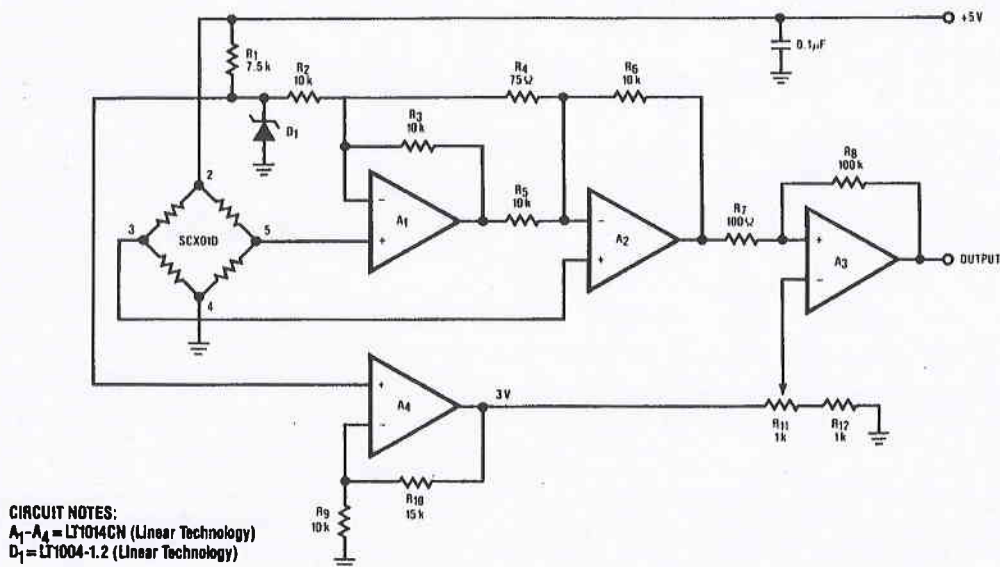 +5V
R1
7.5k
0.1µF
R2
10k
R4
75Ω
R6
10k
D1
R3
10k
R8
100k
2
3
SCX01D
5
4
−
A1
+
R5
10k
−
A2
+
R7
100Ω
+
A3
−
OUTPUT
+
A4
−
3V
R11
1k
R12
1k
R10
15k
R9
10k
CIRCUIT NOTES:
A1-A4 = LT1014CN (Linear Technology)
D1 = LT1004-1.2 (Linear Technology)